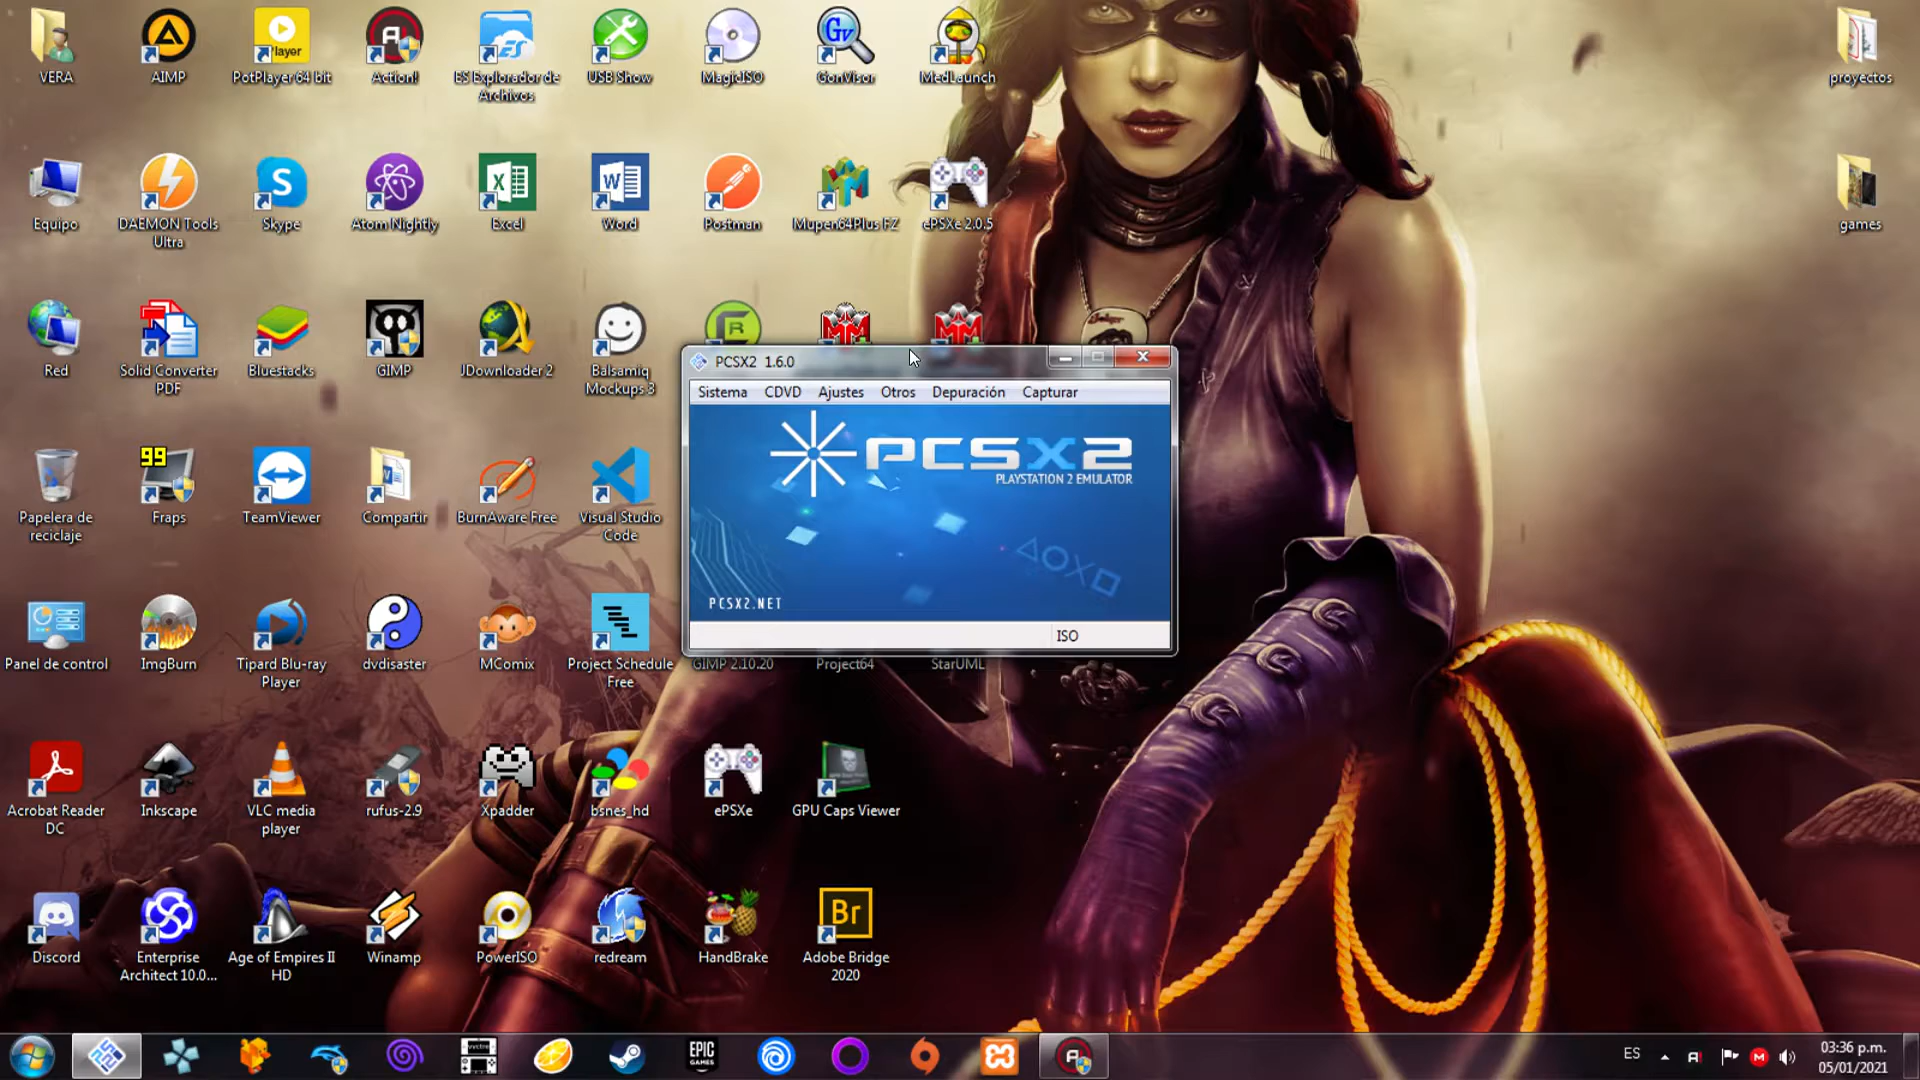 VERA
AIMP
Player
PotPlayer 64 bit
Action!
ES Explorador de
Archivos
USB Show
MagicISO
Gv
GonVisor
MedLaunch
proyectos
Equipo
DAEMON Tools
Ultra
Skype
Atom Nightly
Excel
Word
Postman
Mupen64Plus FZ
ePSXe 2.0.5
games
Red
Solid Converter
PDF
Bluestacks
GIMP
JDownloader 2
Balsamiq
Mockups 3
PCSX2 1.6.0
Sistema CDVD Ajustes Otros Depuración Capturar
PCSX2
PLAYSTATION 2 EMULATOR
PCSX2.NET
ISO
Papelera de
reciclaje
99
Fraps
TeamViewer
Compartir
BurnAware Free
Visual Studio
Code
Panel de control
ImgBurn
Tipard Blu-ray
Player
dvdisaster
MComix
Project Schedule
Free
GIMP 2.10.20
Project64
StarUML
Acrobat Reader
DC
Inkscape
VLC media
player
rufus-2.9
Xpadder
bsnes_hd
ePSXe
GPU Caps Viewer
Discord
Enterprise
Architect 10.0...
Age of Empires II
HD
Winamp
PowerISO
redream
HandBrake
Br
Adobe Bridge
2020
EPIC
GAMES
ES
03:36 p.m.
05/01/2021